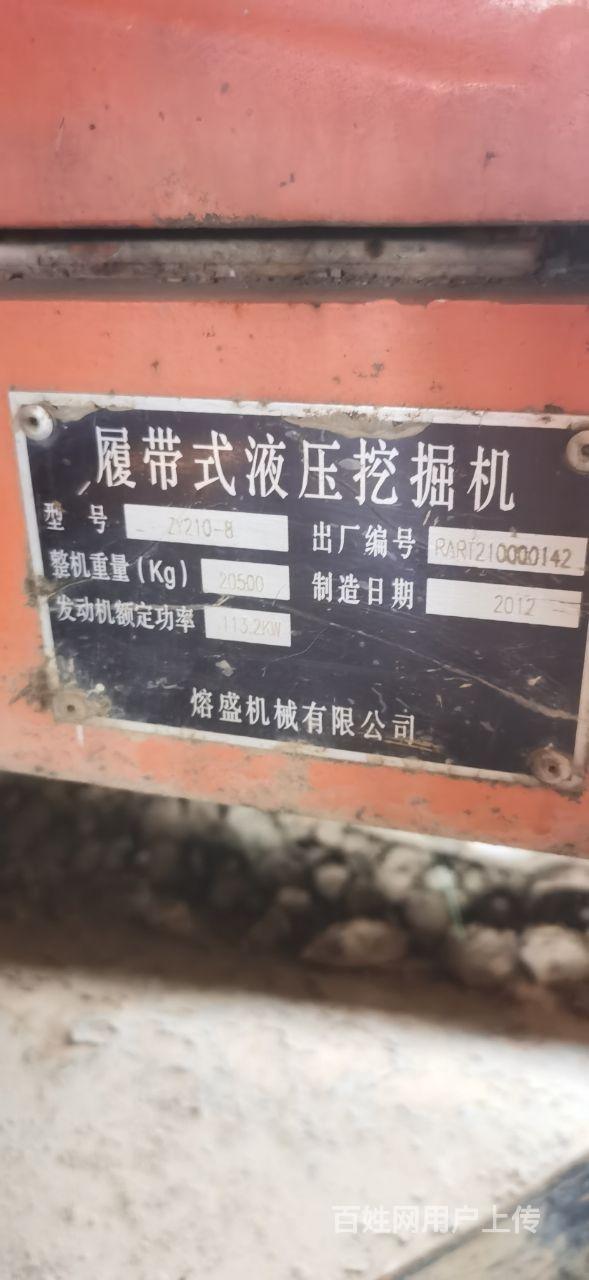 履带式液压挖掘机
型号 ZY210-8 出厂编号 RART210000142
整机重量(Kg) 20500 制造日期 2012
发动机额定功率 113.2KW
熔盛机械有限公司
百姓网用户上传